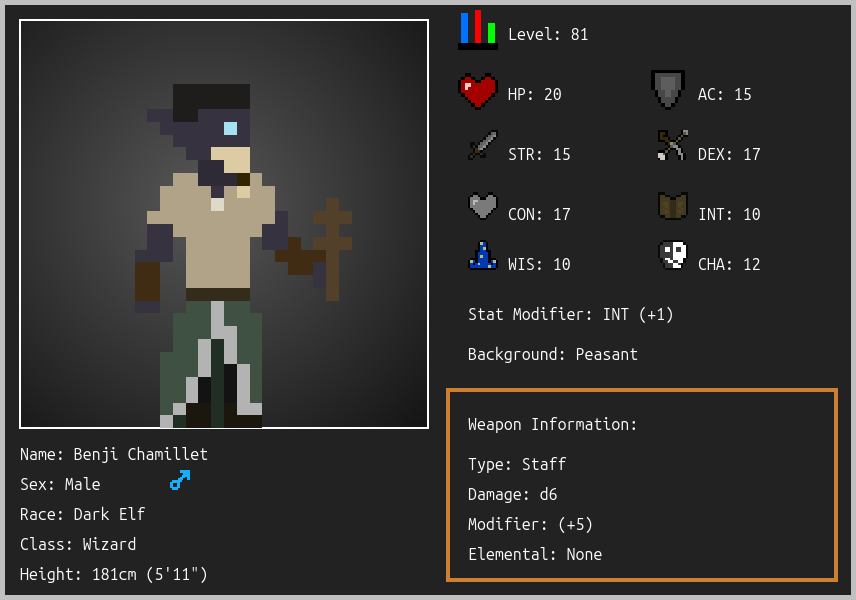 Level: 81
HP: 20
AC: 15
STR: 15
DEX: 17
CON: 17
INT: 10
WIS: 10
CHA: 12
Stat Modifier: INT (+1)
Background: Peasant
Weapon Information:
Type: Staff
Damage: d6
Modifier: (+5)
Elemental: None
Name: Benji Chamillet
Sex: Male
Race: Dark Elf
Class: Wizard
Height: 181cm (5'11")